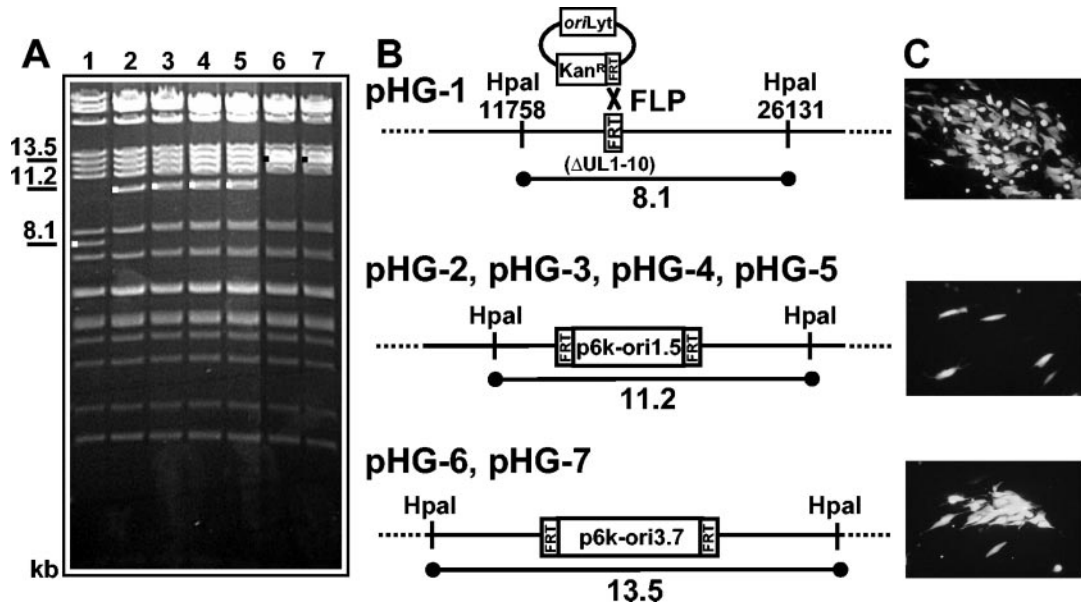 A
1 2 3 4 5 6 7
13.5
11.2
8.1
kb
B
oriLyt
KanR FRT
pHG-1
HpaI
11758
X FLP
HpaI
26131
FRT
(ΔUL1-10)
8.1
pHG-2, pHG-3, pHG-4, pHG-5
HpaI
HpaI
FRT p6k-ori1.5 FRT
11.2
pHG-6, pHG-7
HpaI
HpaI
FRT p6k-ori3.7 FRT
13.5
C